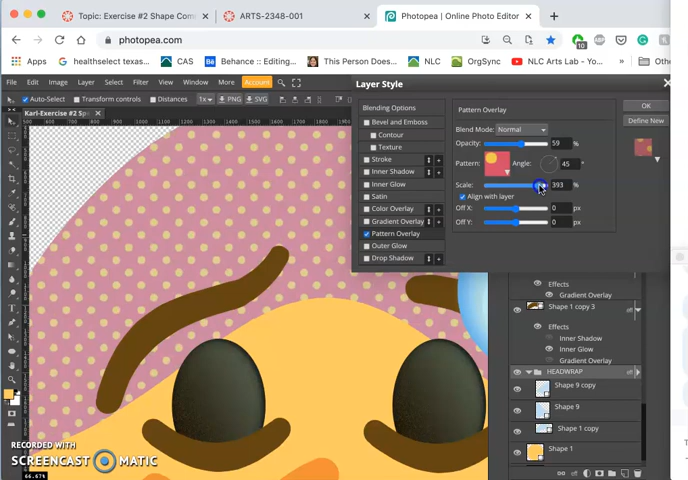 Topic: Exercise #2 Shape Com
ARTS-2348-001
Photopea | Online Photo Editor
photopea.com
10
Apps
healthselect texas...
CAS
Behance :: Editing...
This Person Does...
NLC
OrgSync
NLC Arts Lab - Yo...
File Edit Image Layer Select Filter View Window More Account
Auto-Select Transform controls Distances 1x PNG SVG
Karl-Exercise #2 Sp
Layer Style
Blending Options
Bevel and Emboss
Contour
Texture
Stroke
Inner Shadow
Inner Glow
Satin
Color Overlay
Gradient Overlay
Pattern Overlay
Outer Glow
Drop Shadow
Pattern Overlay
Blend Mode: Normal
Opacity: 59 %
Pattern: Angle: 45 °
Scale: 393 %
Align with layer
Off X: 0 px
Off Y: 0 px
OK
Define New
Effects
Gradient Overlay
Shape 1 copy 3
Effects
Inner Shadow
Inner Glow
Gradient Overlay
HEADWRAP
Shape 9 copy
Shape 9
Shape 1 copy
Shape 1
RECORDED WITH
SCREENCAST MATIC
66.67%